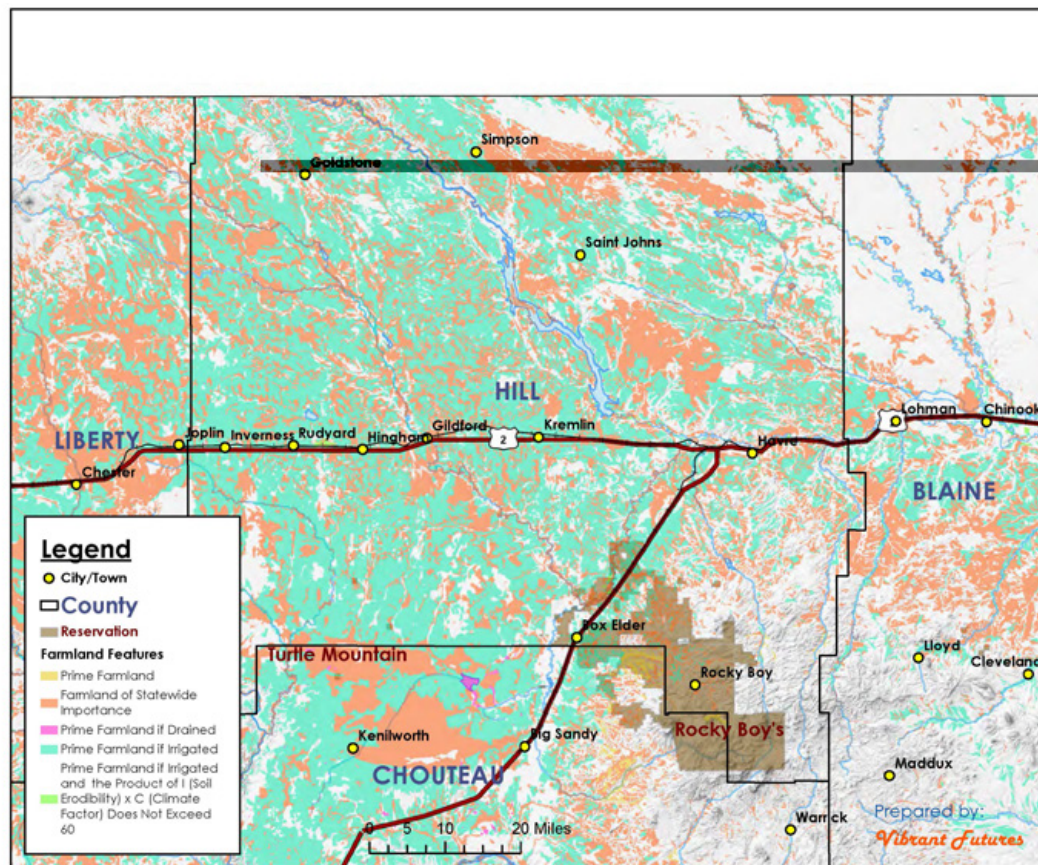 Simpson
Goldstone
Saint Johns
HILL
Lohman
Chinook
Gildford
Kremlin
LIBERTY
Joplin
Inverness
Rudyard
Hingham
2
Havre
Chester
BLAINE
Legend
City/Town
County
Reservation
Farmland Features
Prime Farmland
Farmland of Statewide
Importance
Prime Farmland if Drained
Prime Farmland if Irrigated
Prime Farmland if Irrigated
and the Product of I (Soil
Erodibility) x C (Climate
Factor) Does Not Exceed
60
Box Elder
Turtle Mountain
Lloyd
Cleveland
Rocky Boy
Rocky Boy's
Kenilworth
Big Sandy
CHOUTEAU
Maddux
Warrick
0 5 10 20 Miles
Prepared by:
Vibrant Futures